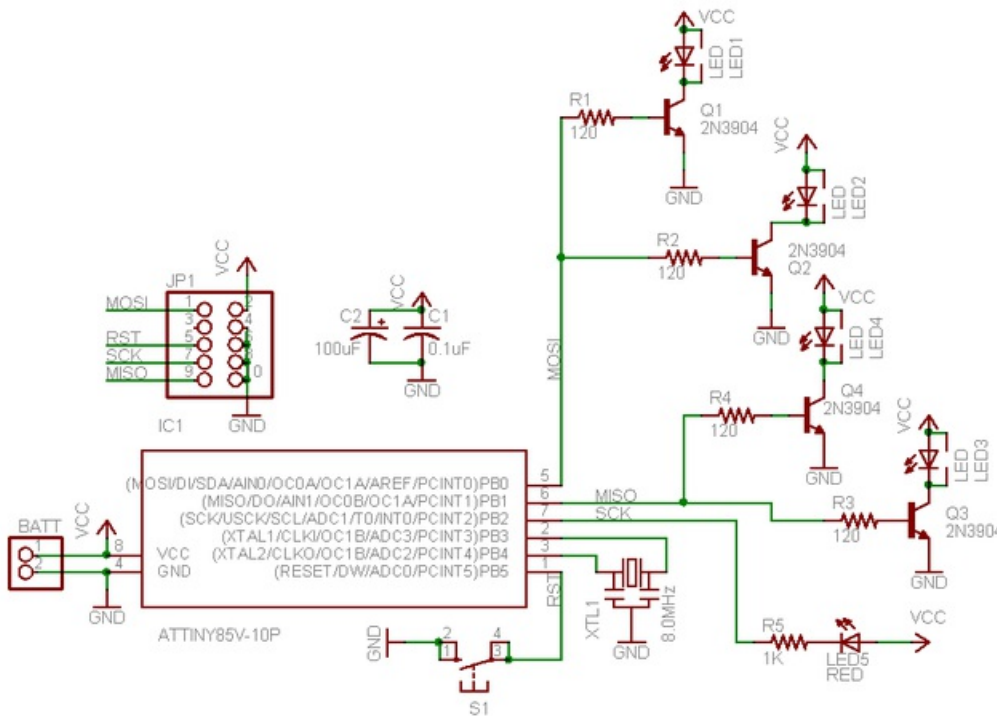 VCC
LED
LED1
R1
120
Q1
2N3904
GND
VCC
LED
LED2
R2
120
2N3904
Q2
GND
VCC
LED
LED4
R4
120
Q4
2N3904
GND
VCC
LED
LED3
R3
120
Q3
2N3904
GND
VCC
JP1
MOSI 1 2
3 4
RST 5
SCK 7
MISO 9 0
GND
VCC
C2 C1
100uF 0.1uF
GND
MOSI
IC1
(MOSI/DI/SDA/AIN0/OC0A/OC1A/AREF/PCINT0)PB0 5
(MISO/DO/AIN1/OC0B/OC1A/PCINT1)PB1 6 MISO
(SCK/USCK/SCL/ADC1/T0/INT0/PCINT2)PB2 7 SCK
(XTAL1/CLKI/OC1B/ADC3/PCINT3)PB3 2
(XTAL2/CLKO/OC1B/ADC2/PCINT4)PB4 3
(RESET/DW/ADC0/PCINT5)PB5 1
RST
BATT
1
2
VCC
8 VCC
4 GND
GND
ATTINY85V-10P
XTL1
8.0MHz
GND
GND
2 4
1 3
S1
R5
1K
LED5
RED
VCC